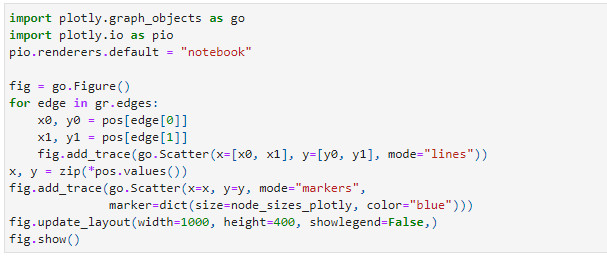 import plotly.graph_objects as go
import plotly.io as pio
pio.renderers.default = "notebook"

fig = go.Figure()
for edge in gr.edges:
    x0, y0 = pos[edge[0]]
    x1, y1 = pos[edge[1]]
    fig.add_trace(go.Scatter(x=[x0, x1], y=[y0, y1], mode="lines"))
x, y = zip(*pos.values())
fig.add_trace(go.Scatter(x=x, y=y, mode="markers",
              marker=dict(size=node_sizes_plotly, color="blue")))
fig.update_layout(width=1000, height=400, showlegend=False,)
fig.show()